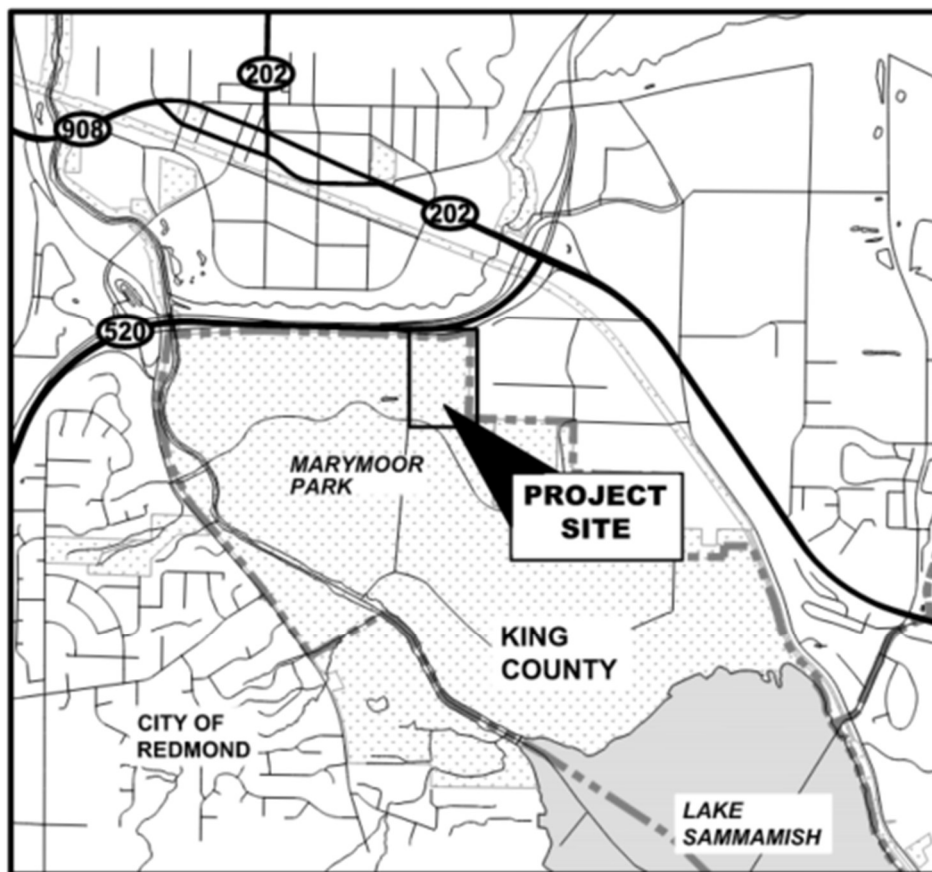 202
908
202
520
MARYMOOR
PARK
PROJECT
SITE
KING
COUNTY
CITY OF
REDMOND
LAKE
SAMMAMISH